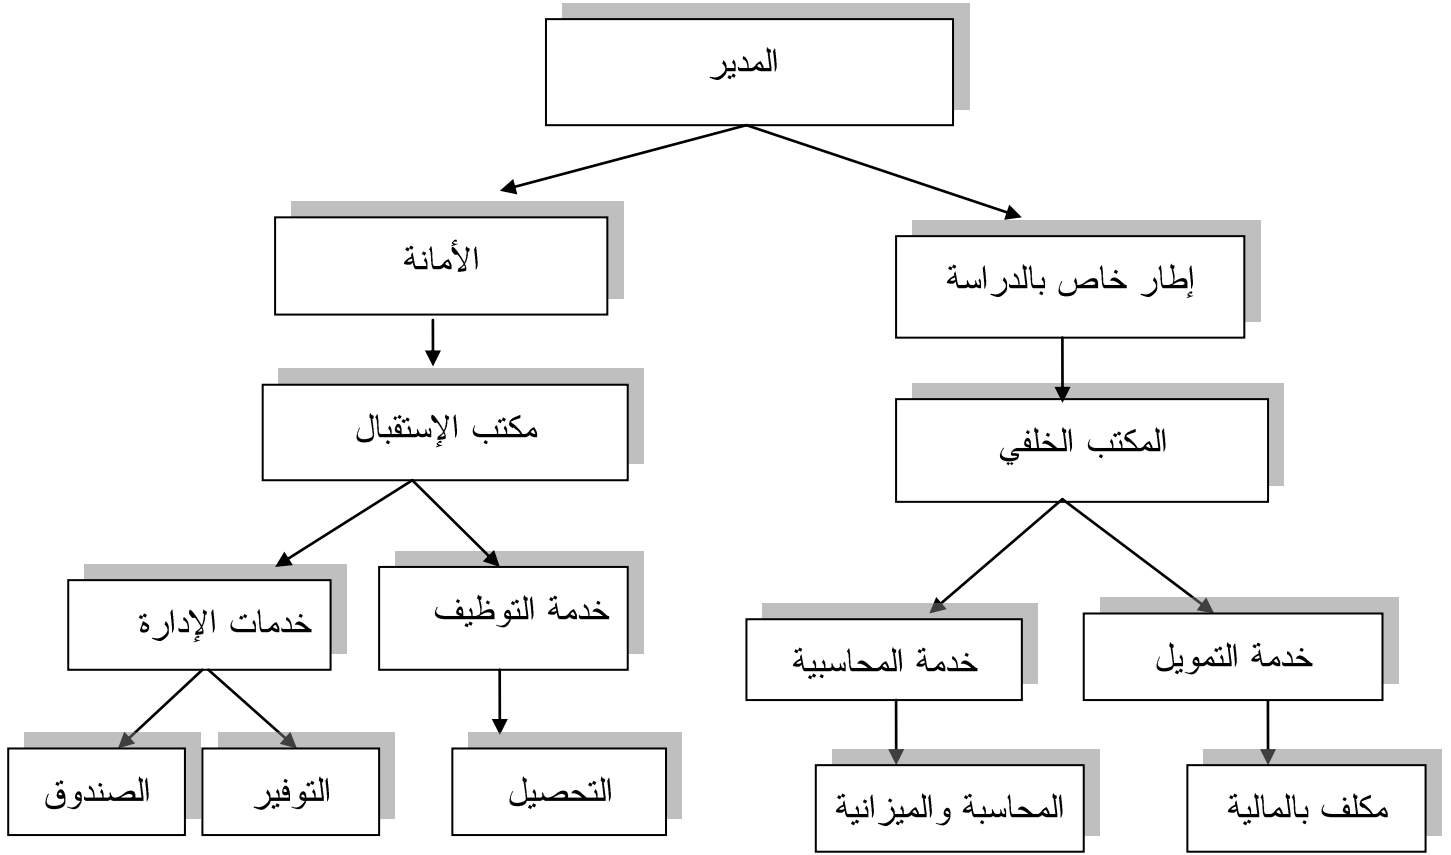 المدير
إطار خاص بالدراسة
الأمانة
المكتب الخلفي
مكتب الإستقبال
خدمة التمويل
خدمة المحاسبية
خدمة التوظيف
خدمات الإدارة
مكلف بالمالية
المحاسبة والميزانية
التحصيل
التوفير
الصندوق